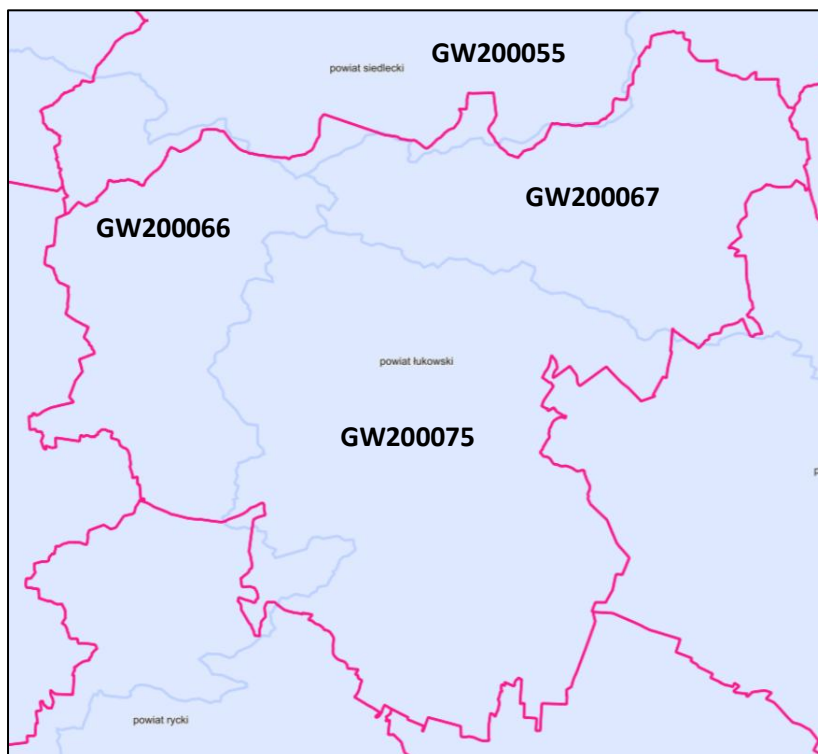 GW200055
powiat siedlecki
GW200067
GW200066
powiat łukowski
GW200075
p
powiat rycki